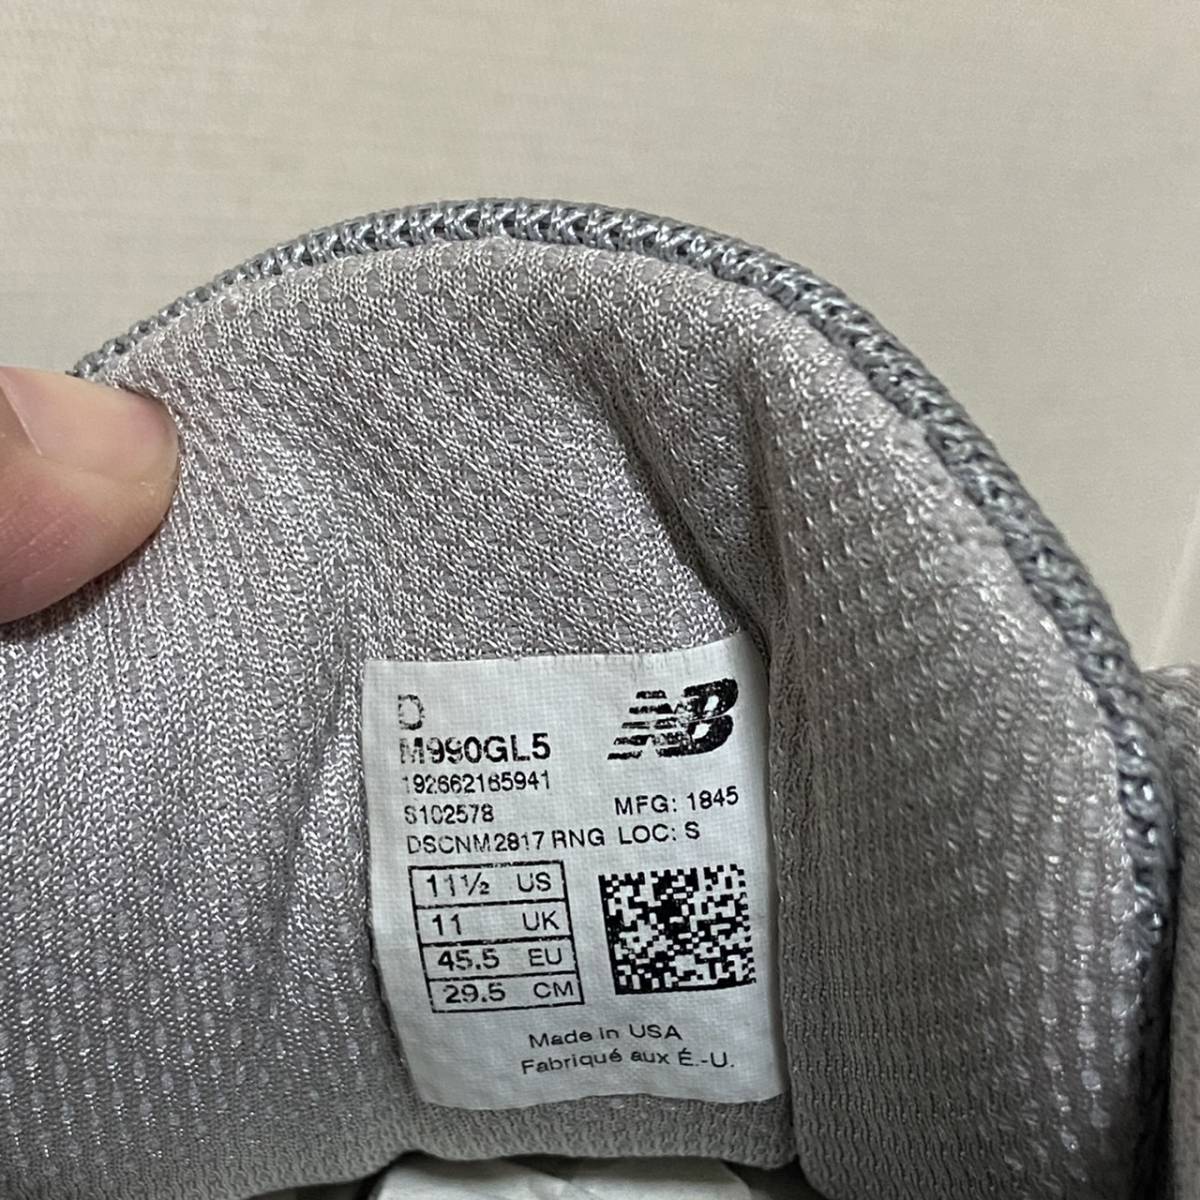 D
NB
M990GL5
192662165941
S102578
MFG: 1845
DSCNM2817 RNG LOC: S
11½ US
11 UK
45.5 EU
29.5 CM
Made in USA
Fabriqué aux É.-U.